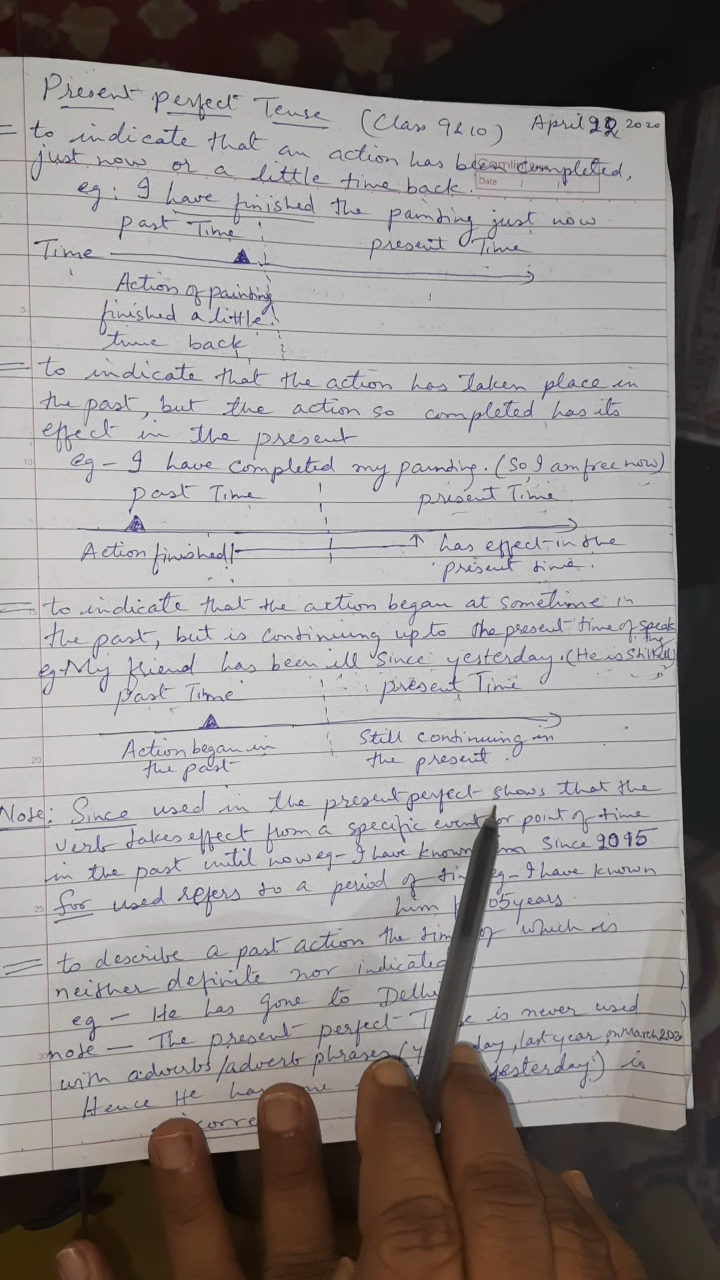 Present perfect Tense (Class 9 & 10) April 22 2020
= to indicate that an action has been completed,
Date
just now or a little time back.
eg: I have finished the painting just now
past Time present Time
Time
Action of painting
finished a little
time back
= to indicate that the action has taken place in
the past, but the action so completed has its
effect in the present
eg - I have completed my painting. (So I am free now)
past Time present Time
Action finished has effect in the
present time.
= to indicate that the action began at sometime in
the past, but is continuing up to the present time of speaking
eg- My friend has been ill since yesterday. (He is still ill)
past Time present Time
Action began in Still continuing in
the past the present.
Note: Since used in the present perfect shows that the
verb takes effect from a specific event or point of time
in the past until now eg - I have known since 2015
for used refers to a period of eg - I have known
him 05 years.
= to describe a past action the of which is
neither definite nor indicated
eg - He has gone to Delhi
note - The present perfect is never used
with adverbs/adverb phrases ( last year, on March
Hence He yesterday) is